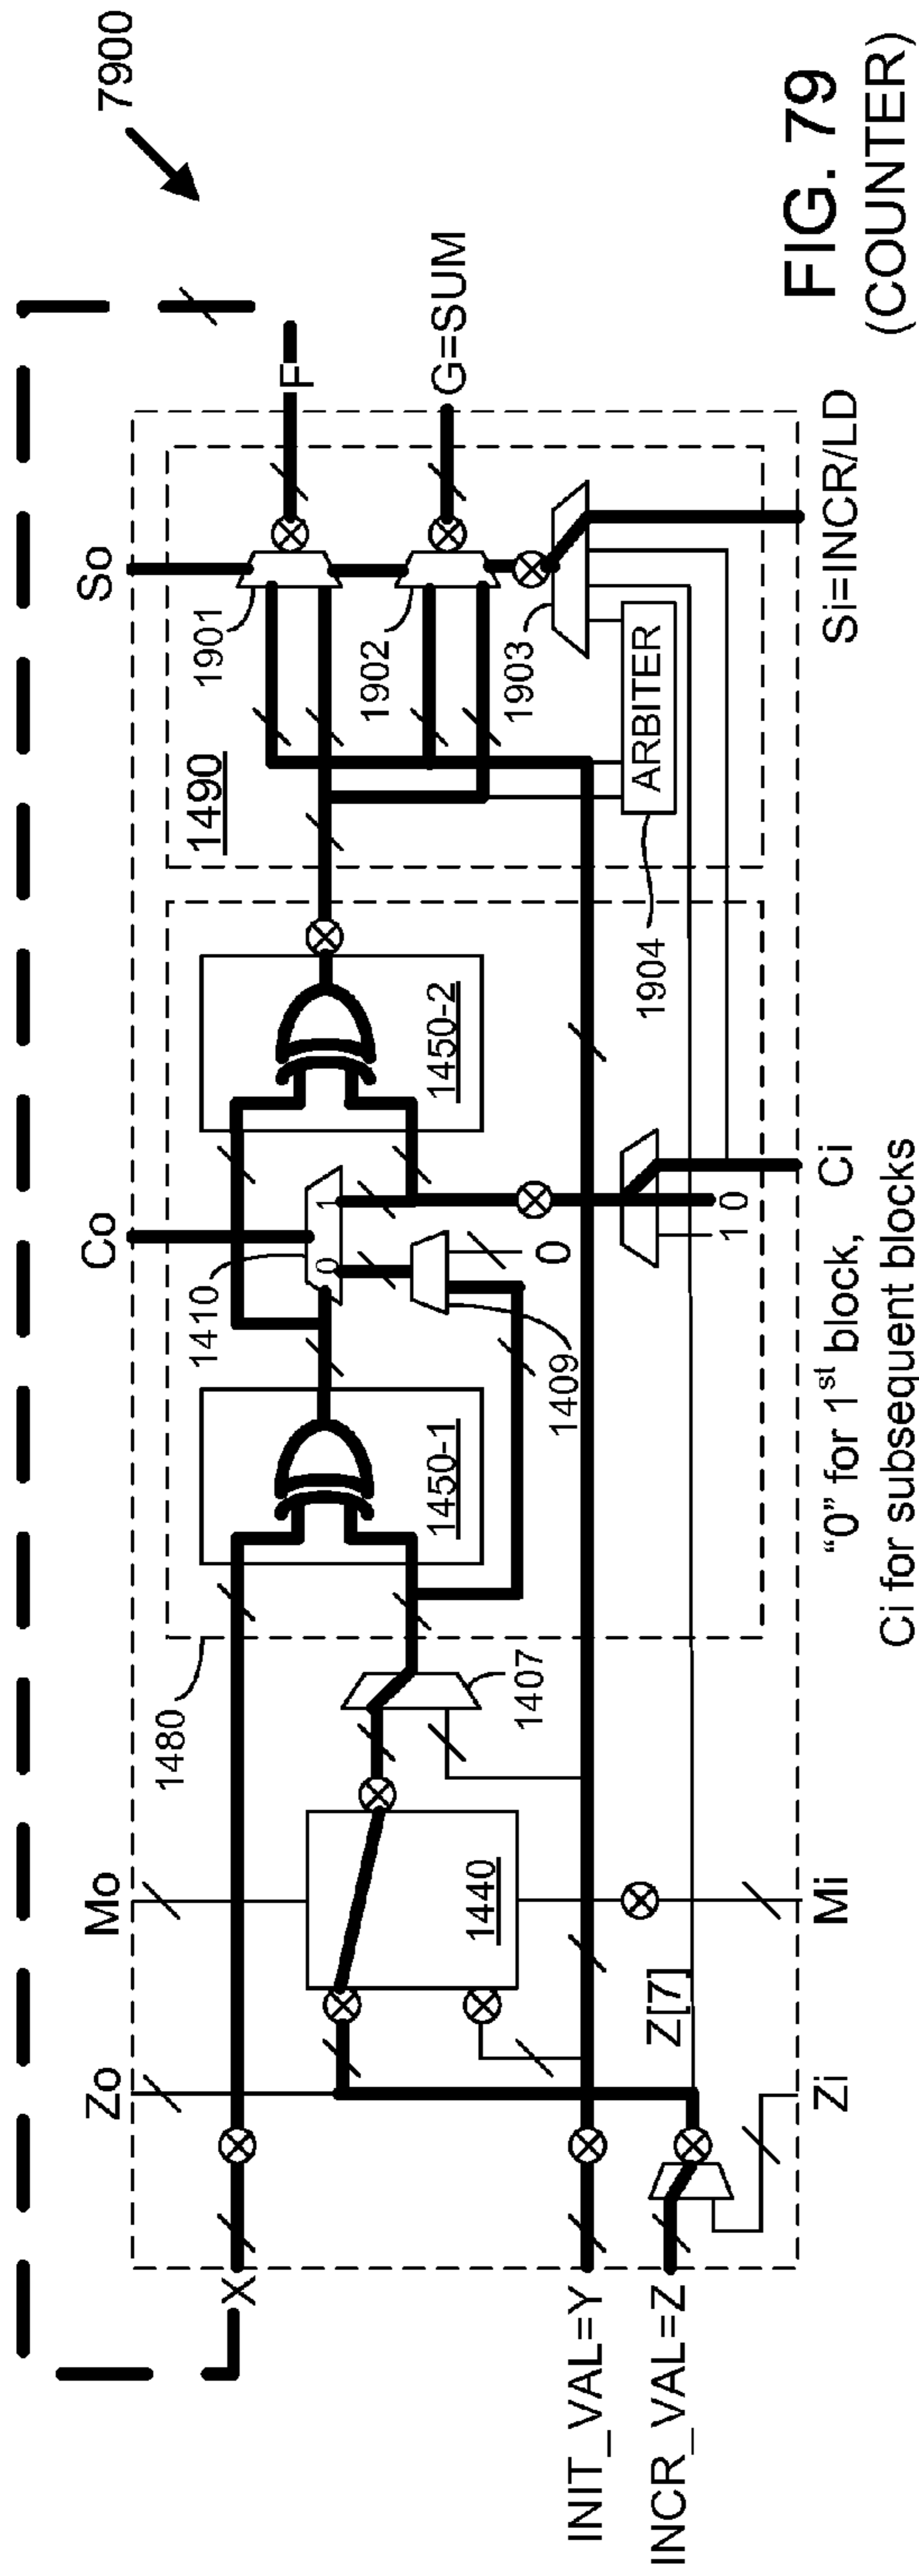 7900
So
Co
Mo
Zo
F
G=SUM
X
1901
1902
1903
1490
ARBITER
1904
1450-2
1410
0
1
1450-1
1409
0
1480
1407
1440
1 0
Z[7]
INIT_VAL=Y
INCR_VAL=Z
Zi
Mi
Ci
Si=INCR/LD
"0" for 1st block,
Ci for subsequent blocks
FIG. 79
(COUNTER)